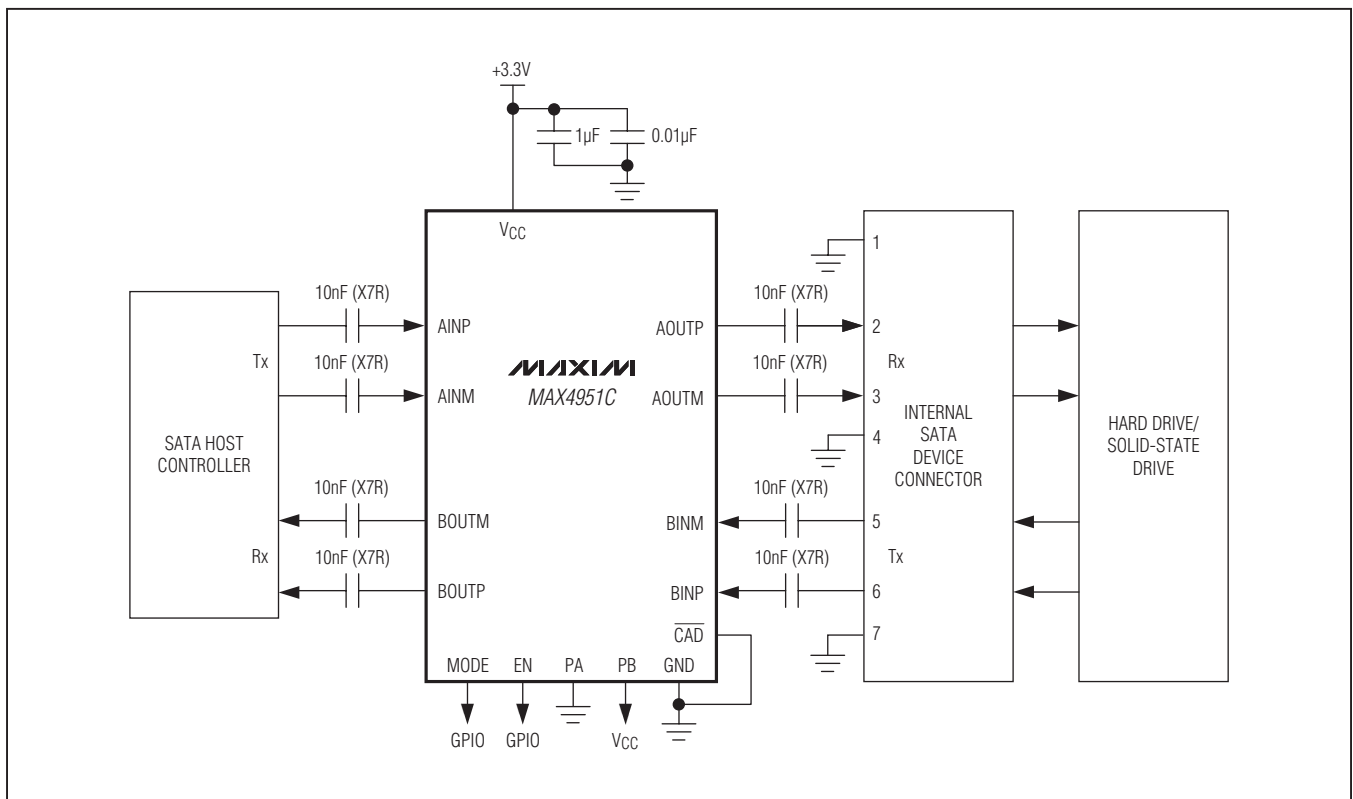 +3.3V
1µF
0.01µF
VCC
1
10nF (X7R)
10nF (X7R)
AINP
AOUTP
2
Tx
10nF (X7R)
MAXIM
10nF (X7R)
Rx
AINM
MAX4951C
AOUTM
3
SATA HOST
CONTROLLER
4
INTERNAL
SATA
DEVICE
CONNECTOR
HARD DRIVE/
SOLID-STATE
DRIVE
10nF (X7R)
10nF (X7R)
BOUTM
BINM
5
Rx
10nF (X7R)
10nF (X7R)
Tx
BOUTP
BINP
6
CAD
7
MODE
EN
PA
PB
GND
GPIO
GPIO
VCC